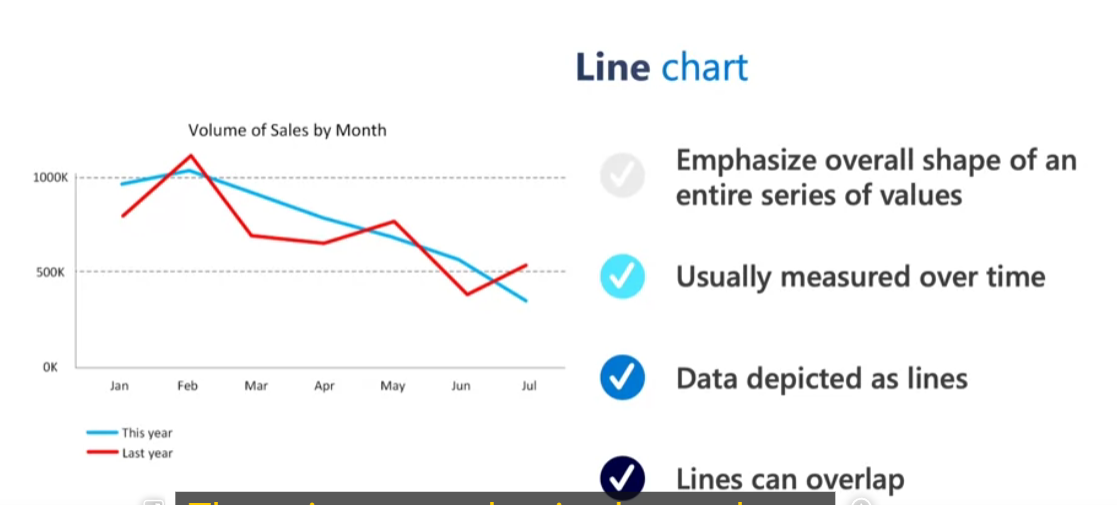 Line chart
Volume of Sales by Month
1000K
500K
0K
Jan Feb Mar Apr May Jun Jul
This year
Last year
Emphasize overall shape of an
entire series of values
Usually measured over time
Data depicted as lines
Lines can overlap